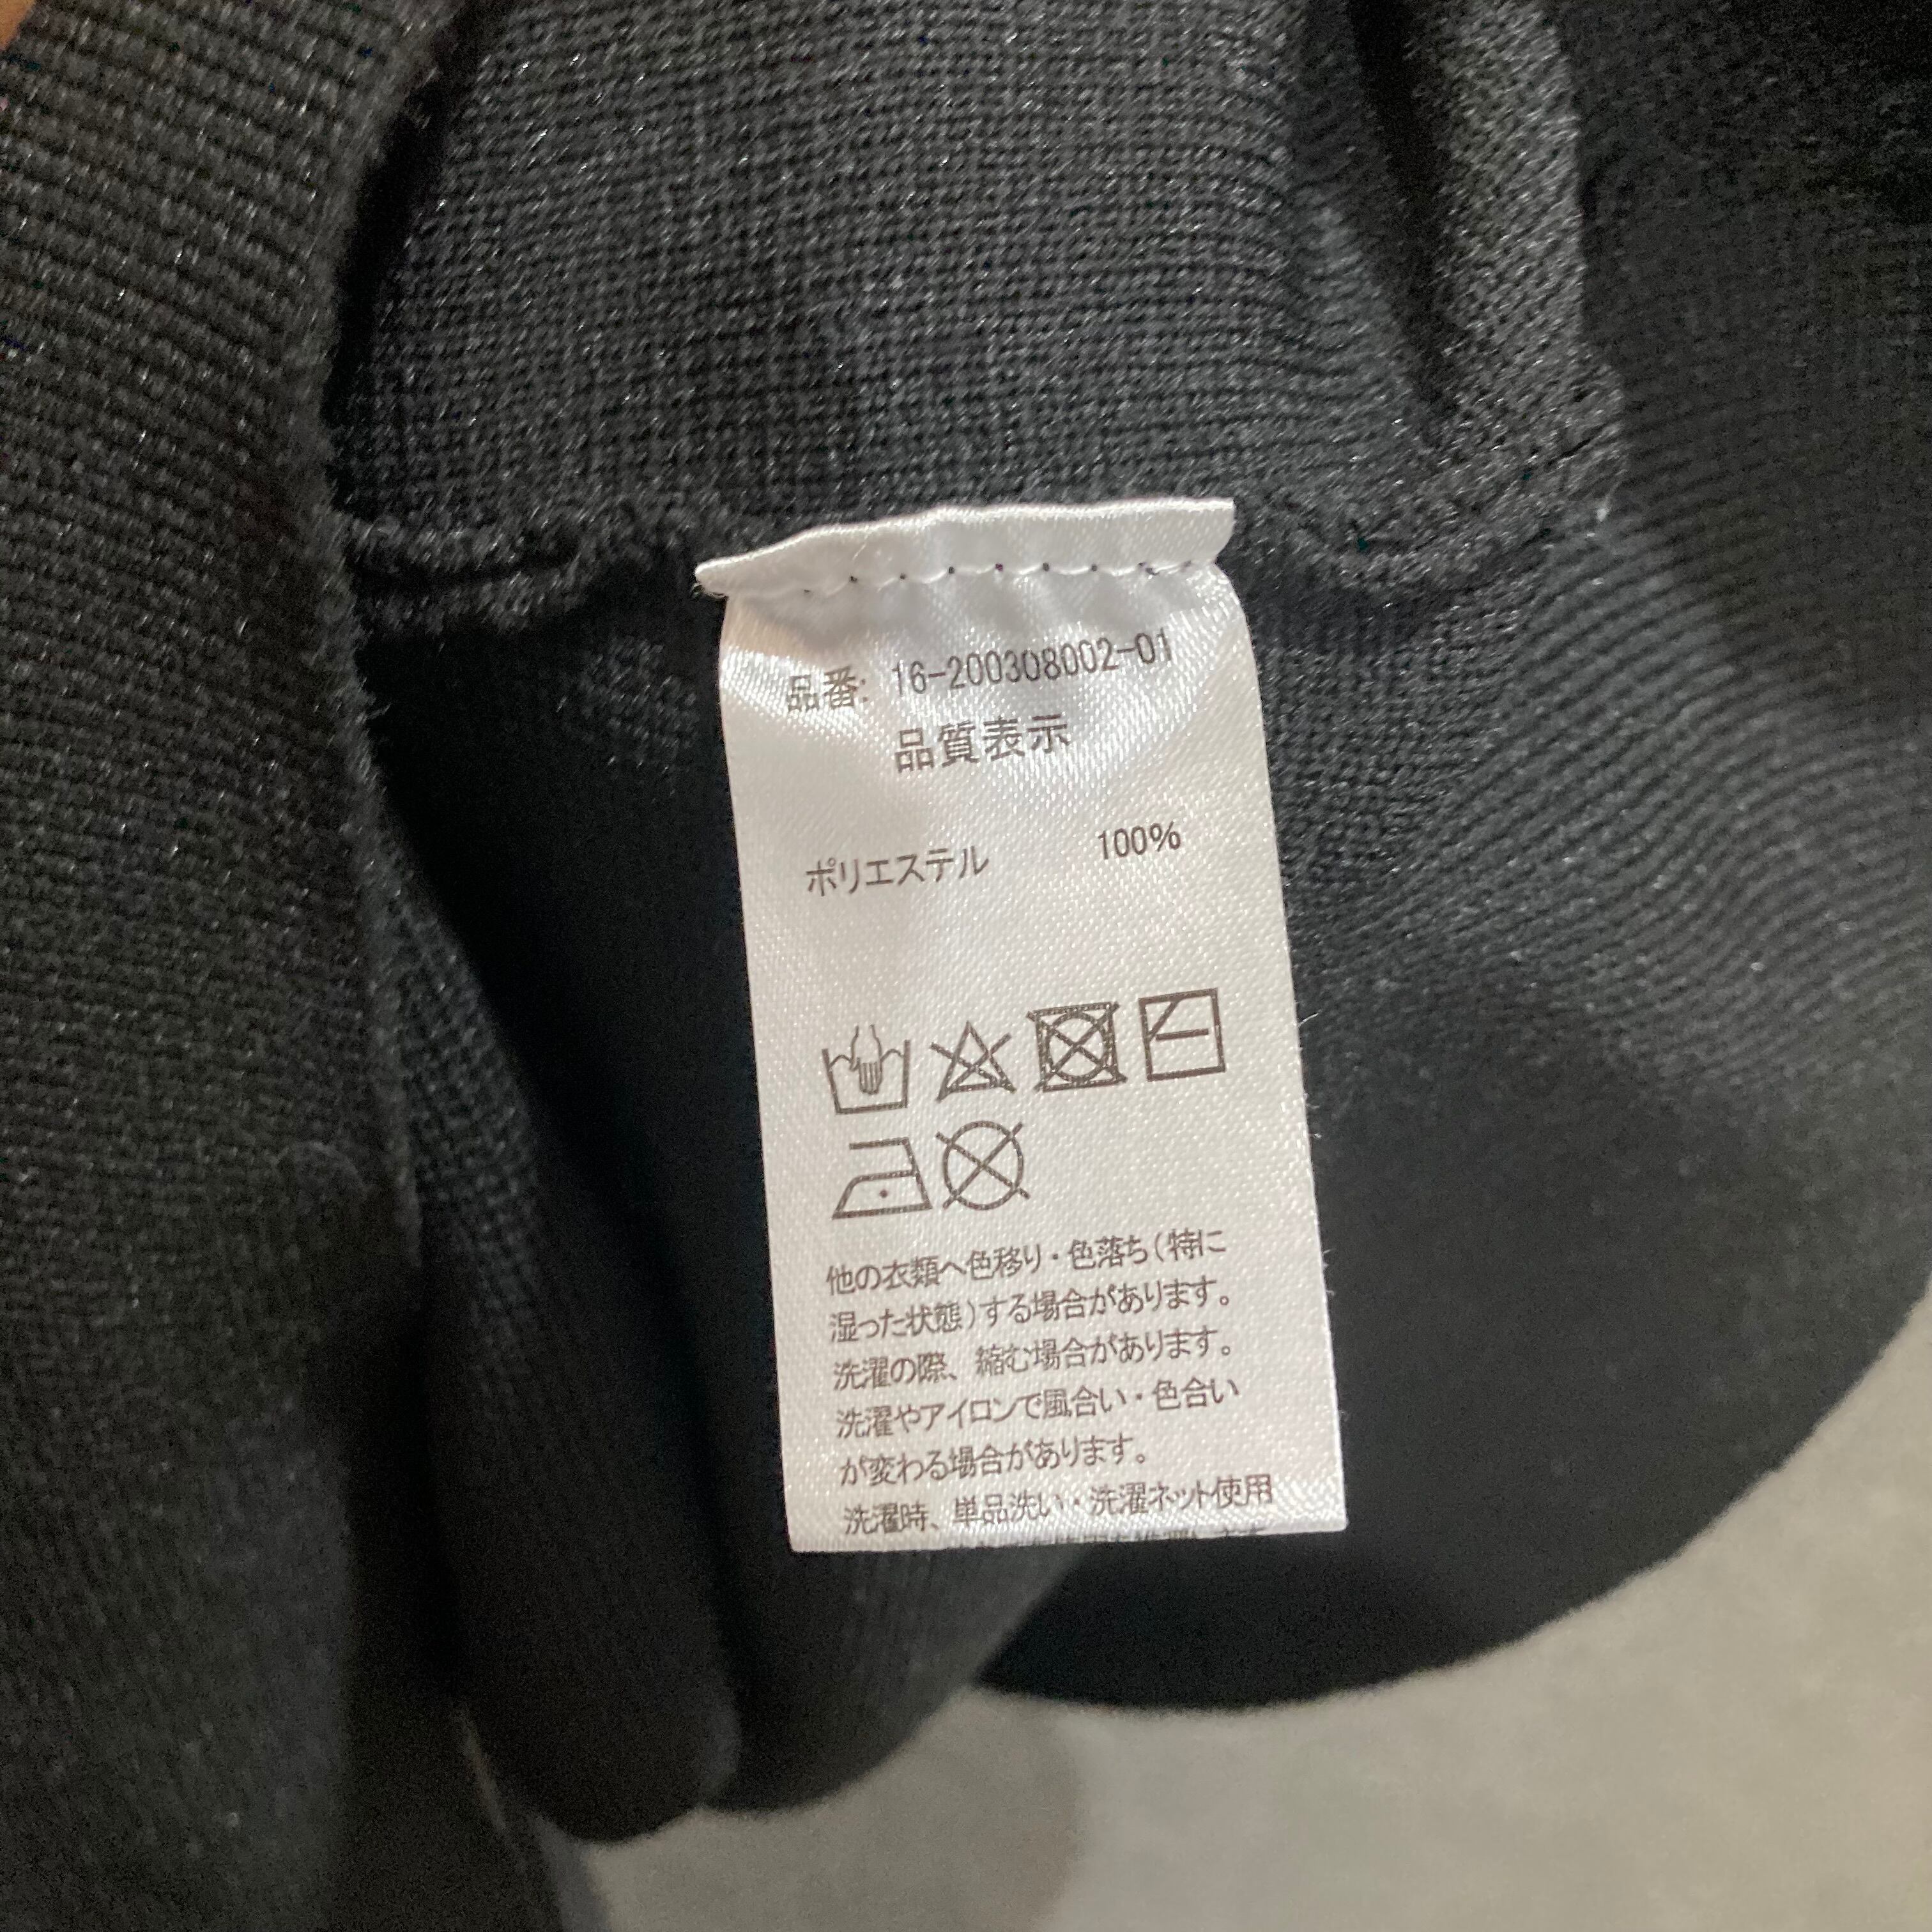 品番: 16-200308002-01
品質表示
ポリエステル 100%
他の衣類へ色移り・色落ち(特に
湿った状態)する場合があります。
洗濯の際、縮む場合があります。
洗濯やアイロンで風合い・色合い
が変わる場合があります。
洗濯時、単品洗い・洗濯ネット使用